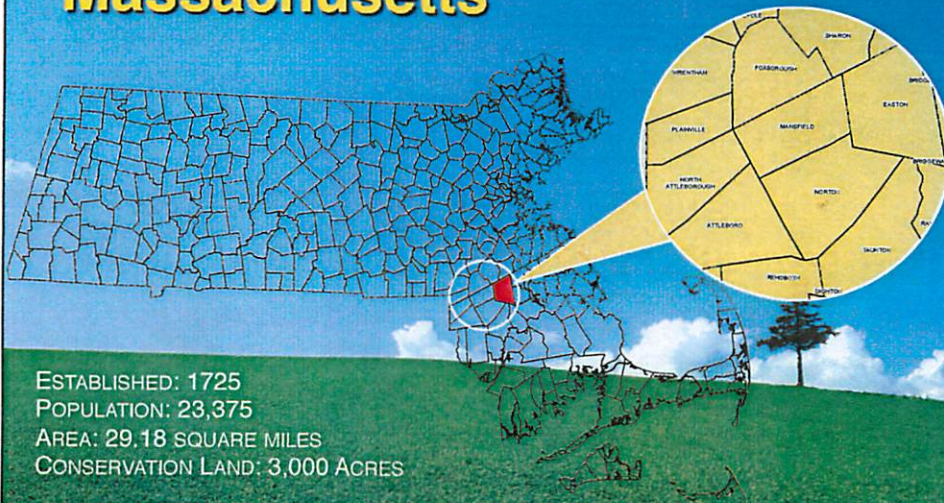 Massachusetts
SHARON
FOXBOROUGH
WRENTHAM
EASTON
PLAINVILLE
MANSFIELD
NORTH
ATTLEBOROUGH
NORTON
ATTLEBORO
TAUNTON
REHOBOTH
DIGHTON
ESTABLISHED: 1725
POPULATION: 23,375
AREA: 29.18 SQUARE MILES
CONSERVATION LAND: 3,000 ACRES